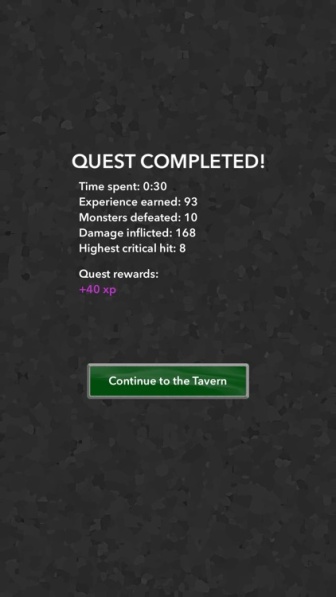 QUEST COMPLETED!
Time spent: 0:30
Experience earned: 93
Monsters defeated: 10
Damage inflicted: 168
Highest critical hit: 8
Quest rewards:
+40 xp
Continue to the Tavern